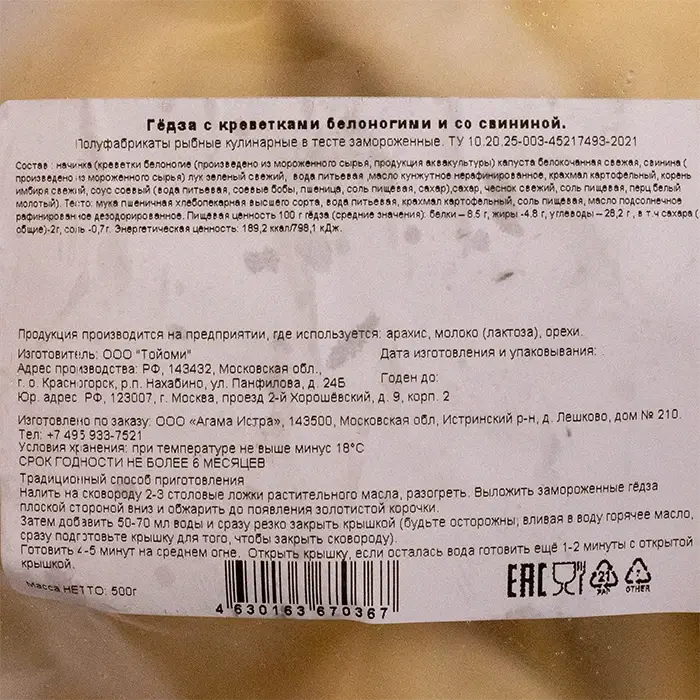 Гёдза с креветками белоногими и со свининой.
Полуфабрикаты рыбные кулинарные в тесте замороженные. ТУ 10.20.25-003-45217493-2021
Состав : начинка (креветки белоногие (произведено из мороженного сырья, продукция аквакультуры) капуста белокочанная свежая, свинина (
произведено из мороженного сырья) лук зеленый свежий, вода питьевая ,масло кунжутное нерафинированное, крахмал картофельный, корень
имбиря свежий, соус соевый (вода питьевая, соевые бобы, пшеница, соль пищевая, сахар),сахар, чеснок свежий, соль пищевая, перц белый
молотый). Тесто: мука пшеничная хлебопекарная высшего сорта, вода питьевая, крахмал картофельный, соль пищевая, масло подсолнечное
рафинированное дезодорированное. Пищевая ценность 100 г гёдза (средние значения): белки – 8.5 г, жиры -4.8 г, углеводы – 28,2 г , в т.ч сахара (
общие)-2г, соль -0,7г. Энергетическая ценность: 189,2 ккал/798,1 кДж.
Продукция производится на предприятии, где используется: арахис, молоко (лактоза), орехи.
Изготовитель: ООО "Тойоми"
Дата изготовления и упаковывания:
Адрес производства: РФ, 143432, Московская обл.,
г. о. Красногорск, р.п. Нахабино, ул. Панфилова, д. 24Б
Годен до:
Юр. адрес РФ, 123007, г. Москва, проезд 2-й Хорошёвский, д. 9, корп. 2
Изготовлено по заказу: ООО «Агама Истра», 143500, Московская обл, Истринский р-н, д. Лешково, дом № 210.
Тел: +7 495 933-7521
Условия хранения: при температуре не выше минус 18°С
СРОК ГОДНОСТИ НЕ БОЛЕЕ 6 МЕСЯЦЕВ
Традиционный способ приготовления
Налить на сковороду 2-3 столовые ложки растительного масла, разогреть. Выложить замороженные гёдза
плоской стороной вниз и обжарить до появления золотистой корочки.
Затем добавить 50-70 мл воды и сразу резко закрыть крышкой (будьте осторожны, вливая в воду горячее масло,
сразу подготовьте крышку для того, чтобы закрыть сковороду).
Готовить 4-5 минут на среднем огне. Открыть крышку, если осталась вода готовить ещё 1-2 минуты с открытой
крышкой.
Масса НЕТТО: 500г
4 630163 670367
EAC
21
PAP
7
OTHER